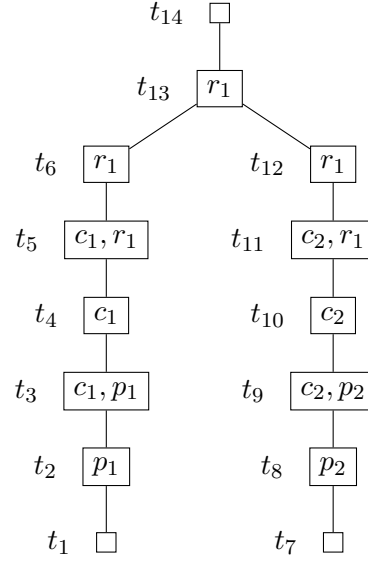 t₁₄
t₁₃ r₁
t₆ r₁ t₁₂ r₁
t₅ c₁, r₁ t₁₁ c₂, r₁
t₄ c₁ t₁₀ c₂
t₃ c₁, p₁ t₉ c₂, p₂
t₂ p₁ t₈ p₂
t₁ t₇